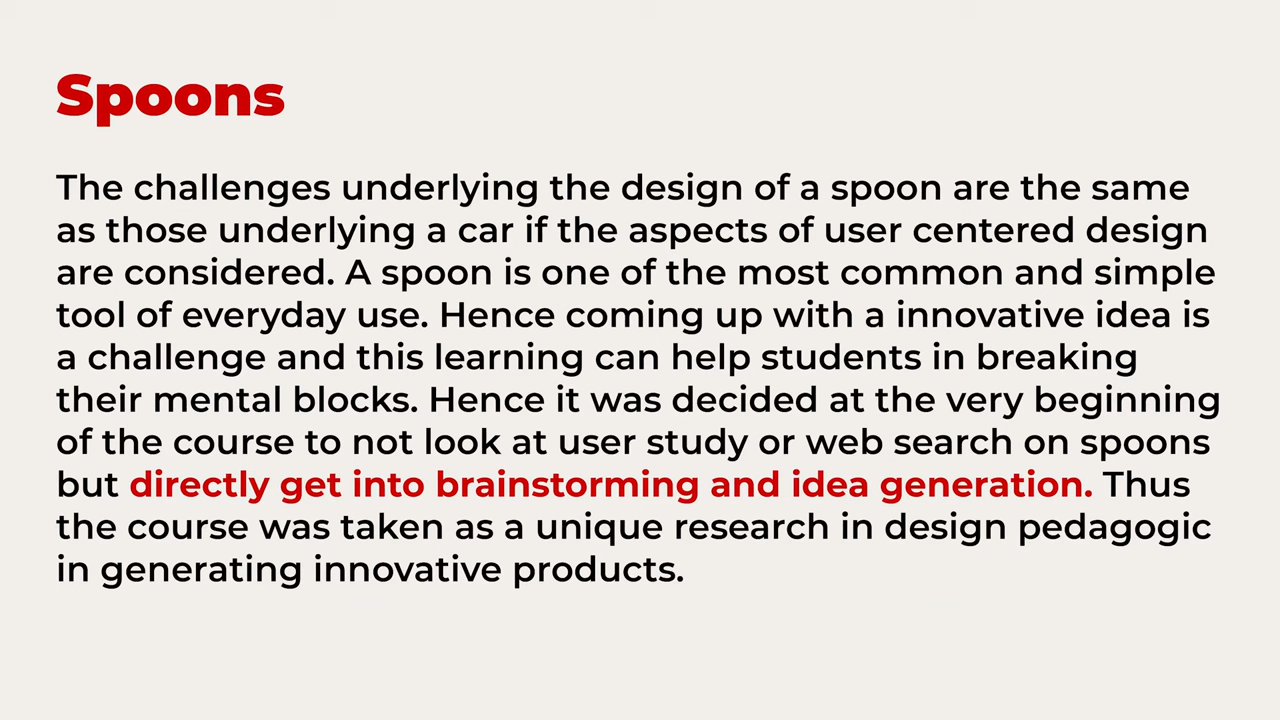 Spoons
The challenges underlying the design of a spoon are the same
as those underlying a car if the aspects of user centered design
are considered. A spoon is one of the most common and simple
tool of everyday use. Hence coming up with a innovative idea is
a challenge and this learning can help students in breaking
their mental blocks. Hence it was decided at the very beginning
of the course to not look at user study or web search on spoons
but directly get into brainstorming and idea generation. Thus
the course was taken as a unique research in design pedagogic
in generating innovative products.